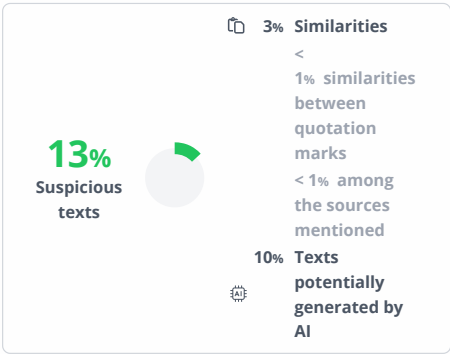 13%
Suspicious
texts
3% Similarities
<
1% similarities
between
quotation
marks
< 1% among
the sources
mentioned
10% Texts
potentially
generated by
AI
AI